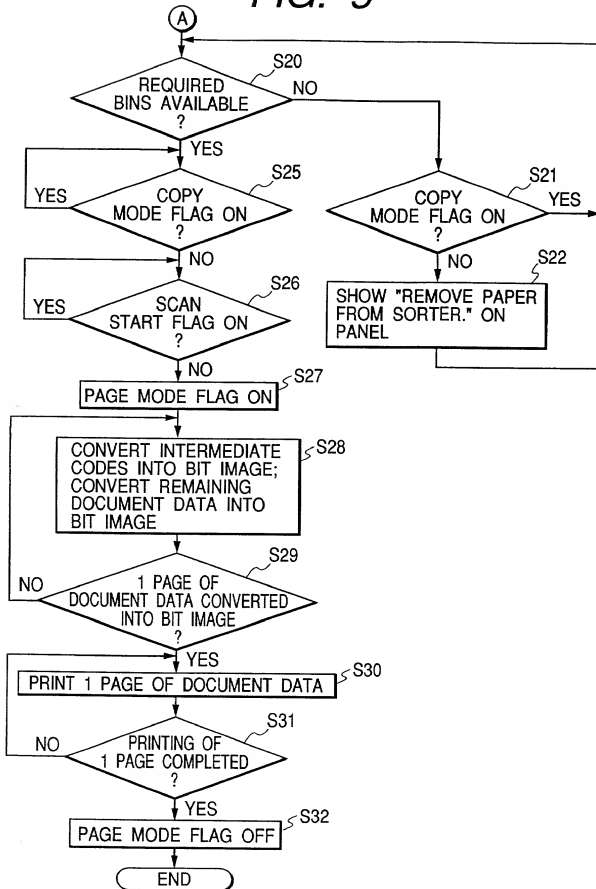 FIG. 9
A
S20
REQUIRED
BINS AVAILABLE
?
NO
YES
S25
COPY
MODE FLAG ON
?
YES
NO
S21
COPY
MODE FLAG ON
?
YES
NO
S22
SHOW "REMOVE PAPER
FROM SORTER." ON
PANEL
S26
SCAN
START FLAG ON
?
YES
NO
S27
PAGE MODE FLAG ON
S28
CONVERT INTERMEDIATE
CODES INTO BIT IMAGE;
CONVERT REMAINING
DOCUMENT DATA INTO
BIT IMAGE
S29
1 PAGE OF
DOCUMENT DATA CONVERTED
INTO BIT IMAGE
?
NO
YES
S30
PRINT 1 PAGE OF DOCUMENT DATA
S31
PRINTING OF
1 PAGE COMPLETED
?
NO
YES
S32
PAGE MODE FLAG OFF
END